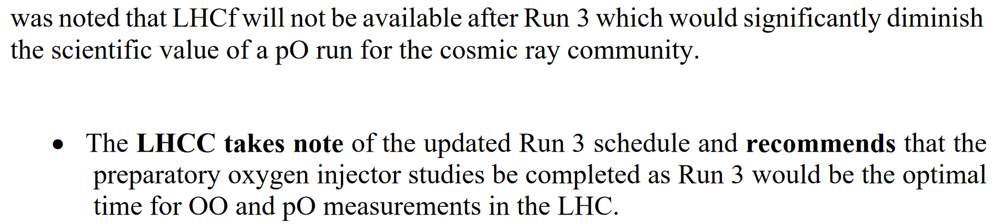 was noted that LHCf will not be available after Run 3 which would significantly diminish
the scientific value of a pO run for the cosmic ray community.
• The LHCC takes note of the updated Run 3 schedule and recommends that the
preparatory oxygen injector studies be completed as Run 3 would be the optimal
time for OO and pO measurements in the LHC.